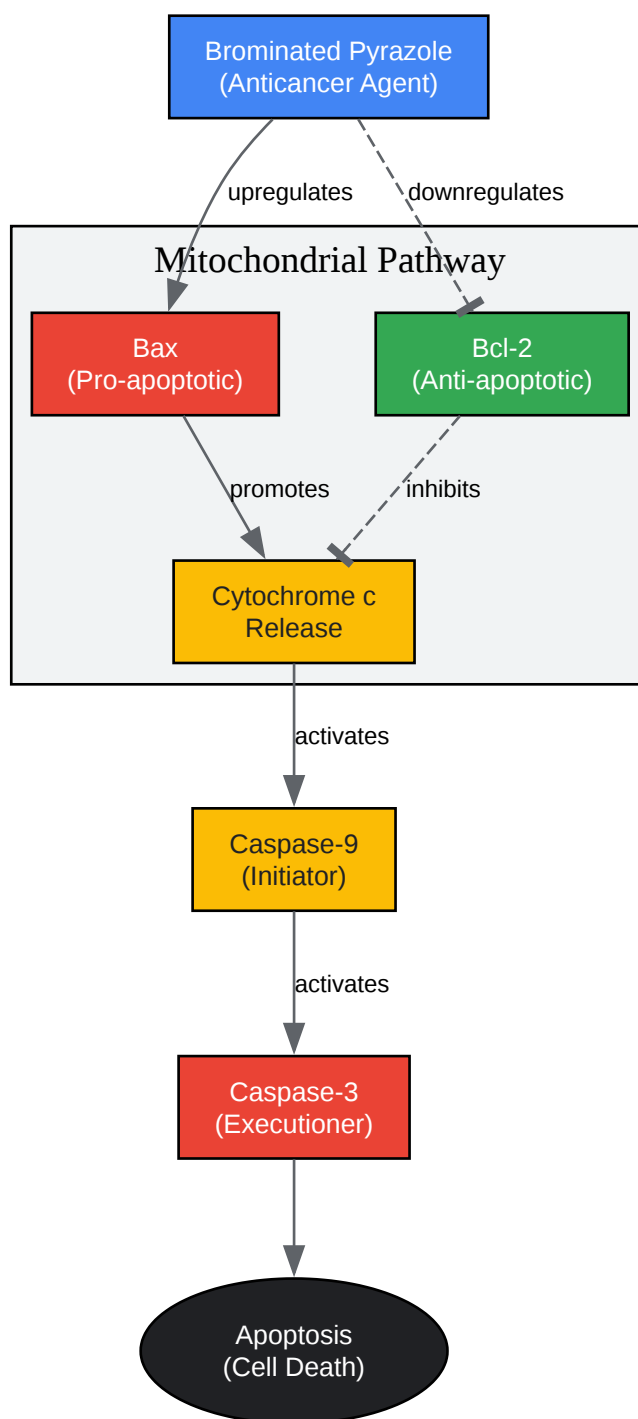 Brominated Pyrazole
(Anticancer Agent)
upregulates
downregulates
Mitochondrial Pathway
Bax
(Pro-apoptotic)
Bcl-2
(Anti-apoptotic)
promotes
inhibits
Cytochrome c
Release
activates
Caspase-9
(Initiator)
activates
Caspase-3
(Executioner)
Apoptosis
(Cell Death)